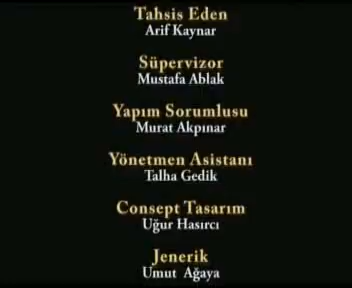 Tahsis Eden
Arif Kaynar
Süpervizor
Mustafa Ablak
Yapım Sorumlusu
Murat Akpınar
Yönetmen Asistanı
Talha Gedik
Consept Tasarım
Uğur Hasırcı
Jenerik
Umut Ağaya